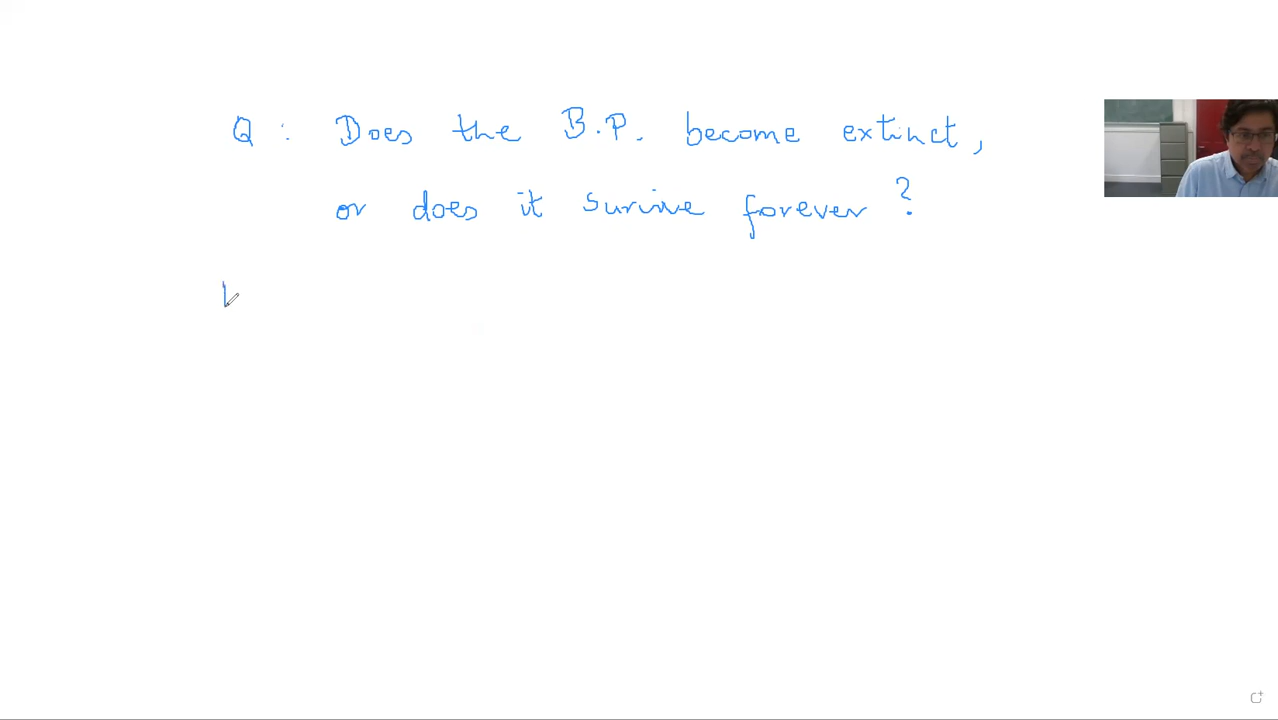 Q : Does the B.P. become extinct,
or does it survive forever ?